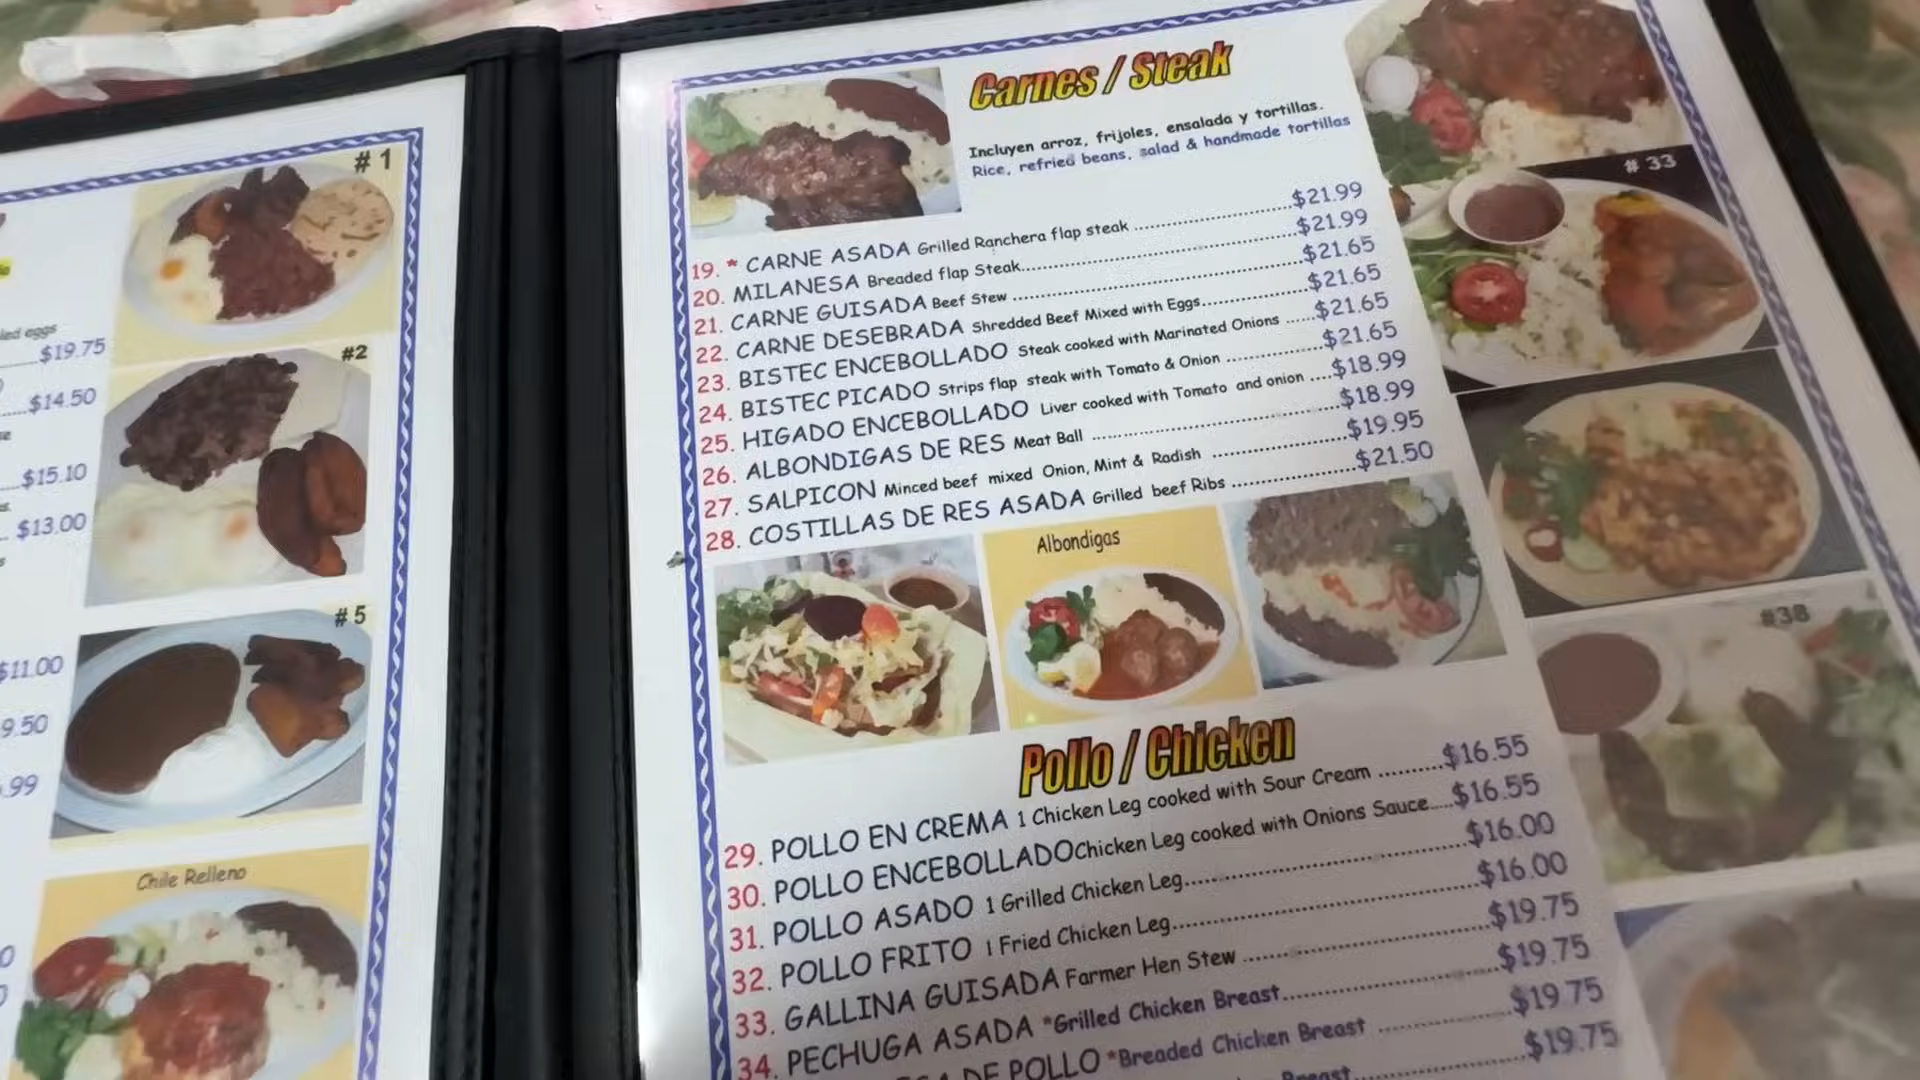 # 1
led eggs
$19.75
#2
$14.50
$15.10
$13.00
# 5
$11.00
9.50
.99
Chile Relleno
Carnes / Steak
Incluyen arroz, frijoles, ensalada y tortillas.
Rice, refried beans, salad & handmade tortillas
19. * CARNE ASADA Grilled Ranchera flap steak $21.99
20. MILANESA Breaded flap Steak $21.99
21. CARNE GUISADA Beef Stew $21.65
22. CARNE DESEBRADA Shredded Beef Mixed with Eggs $21.65
23. BISTEC ENCEBOLLADO Steak cooked with Marinated Onions $21.65
24. BISTEC PICADO Strips flap steak with Tomato & Onion $21.65
25. HIGADO ENCEBOLLADO Liver cooked with Tomato and onion $18.99
26. ALBONDIGAS DE RES Meat Ball $18.99
27. SALPICON Minced beef mixed Onion, Mint & Radish $19.95
28. COSTILLAS DE RES ASADA Grilled beef Ribs $21.50
Albondigas
Pollo / Chicken
29. POLLO EN CREMA 1 Chicken Leg cooked with Sour Cream $16.55
30. POLLO ENCEBOLLADO Chicken Leg cooked with Onions Sauce $16.55
31. POLLO ASADO 1 Grilled Chicken Leg $16.00
32. POLLO FRITO 1 Fried Chicken Leg $16.00
33. GALLINA GUISADA Farmer Hen Stew $19.75
34. PECHUGA ASADA *Grilled Chicken Breast $19.75
DE POLLO *Breaded Chicken Breast $19.75
Breast $19.75
# 33
#38